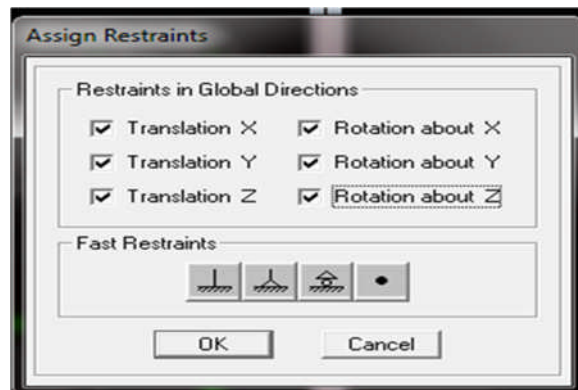 Assign Restraints
Restraints in Global Directions
Translation X Rotation about X
Translation Y Rotation about Y
Translation Z Rotation about Z
Fast Restraints
OK Cancel